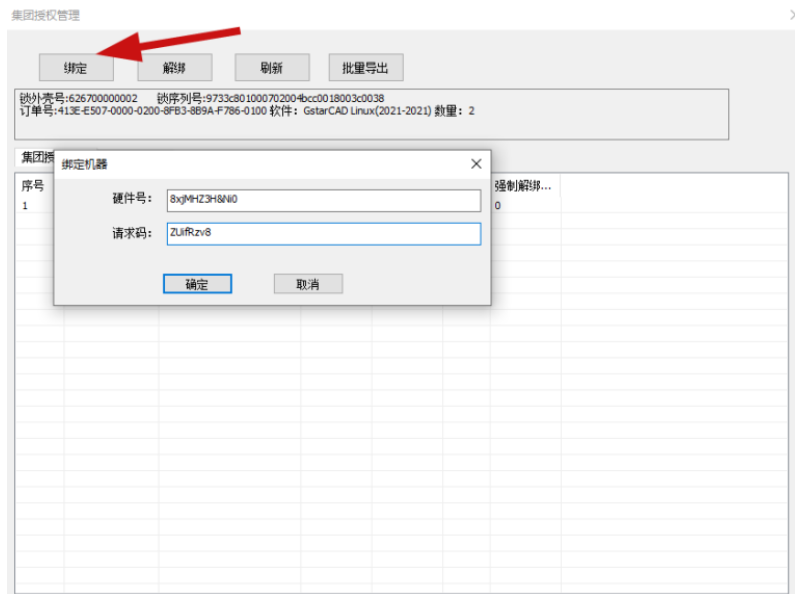 集团授权管理
绑定 解绑 刷新 批量导出
锁外壳号:626700000002 锁序列号:9733c801000702004bcc0018003c0038
订单号:413E-E507-0000-0200-8FB3-8B9A-F786-0100 软件: GstarCAD Linux(2021-2021) 数量: 2
集团授
绑定机器
序号 强制解绑...
硬件号: 8xjMHZ3H&Ni0
1 0
请求码: ZUifRzv8
确定 取消